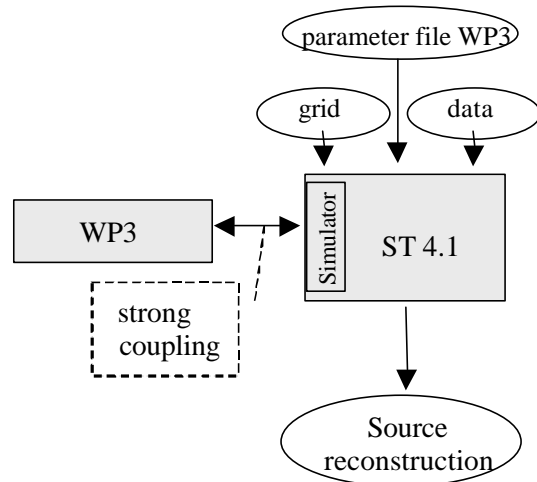 parameter file WP3
grid
data
WP3
Simulator
ST 4.1
strong
coupling
Source
reconstruction